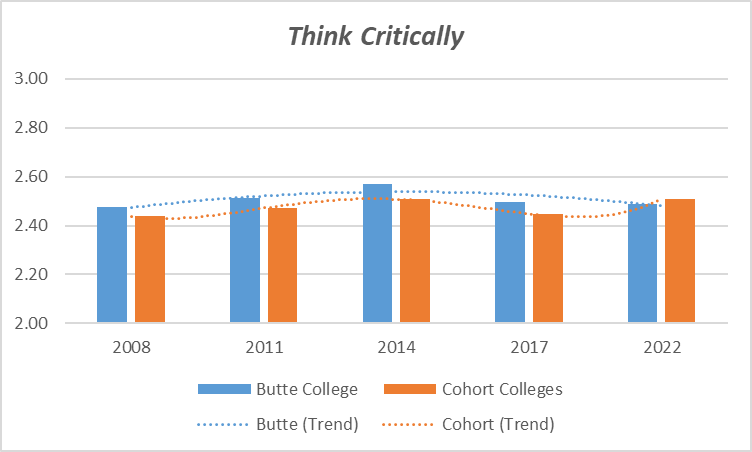 Think Critically
3.00
2.80
2.60
2.40
2.20
2.00
2008 2011 2014 2017 2022
Butte College Cohort Colleges
Butte (Trend) Cohort (Trend)